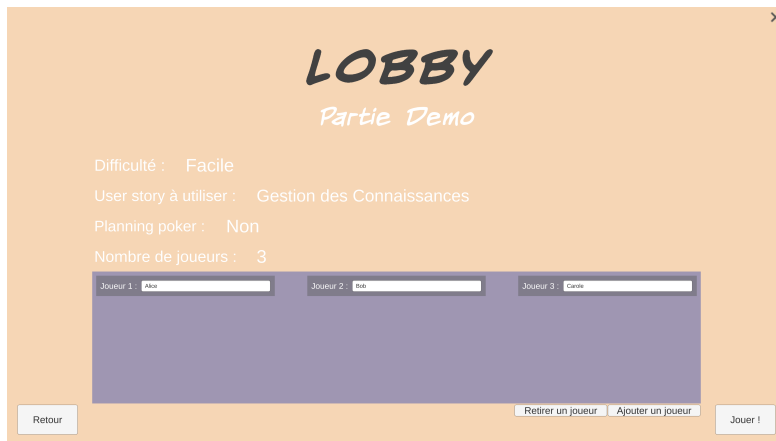 LOBBY
Partie Demo
Difficulté : Facile
User story à utiliser : Gestion des Connaissances
Planning poker : Non
Nombre de joueurs : 3
Joueur 1 : Alice Joueur 2 : Bob Joueur 3 : Carole
Retirer un joueur Ajouter un joueur
Retour Jouer !